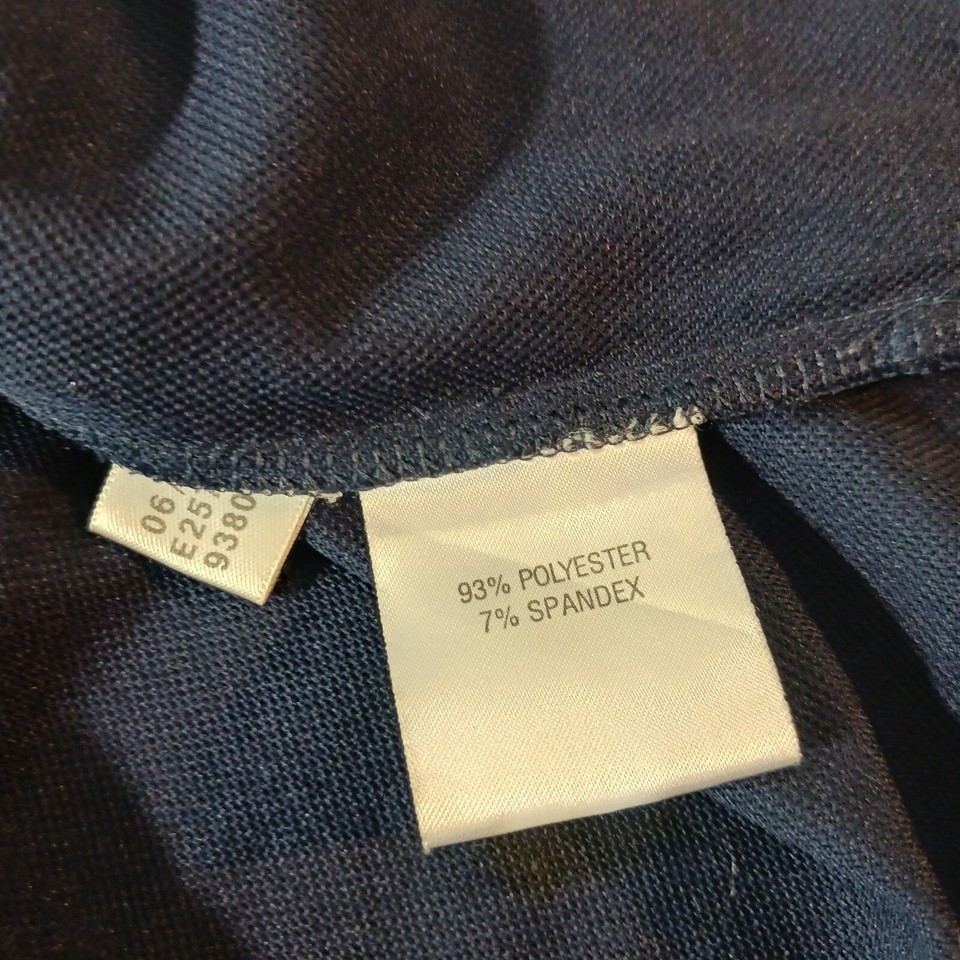 06
E25
9380
93% POLYESTER
7% SPANDEX